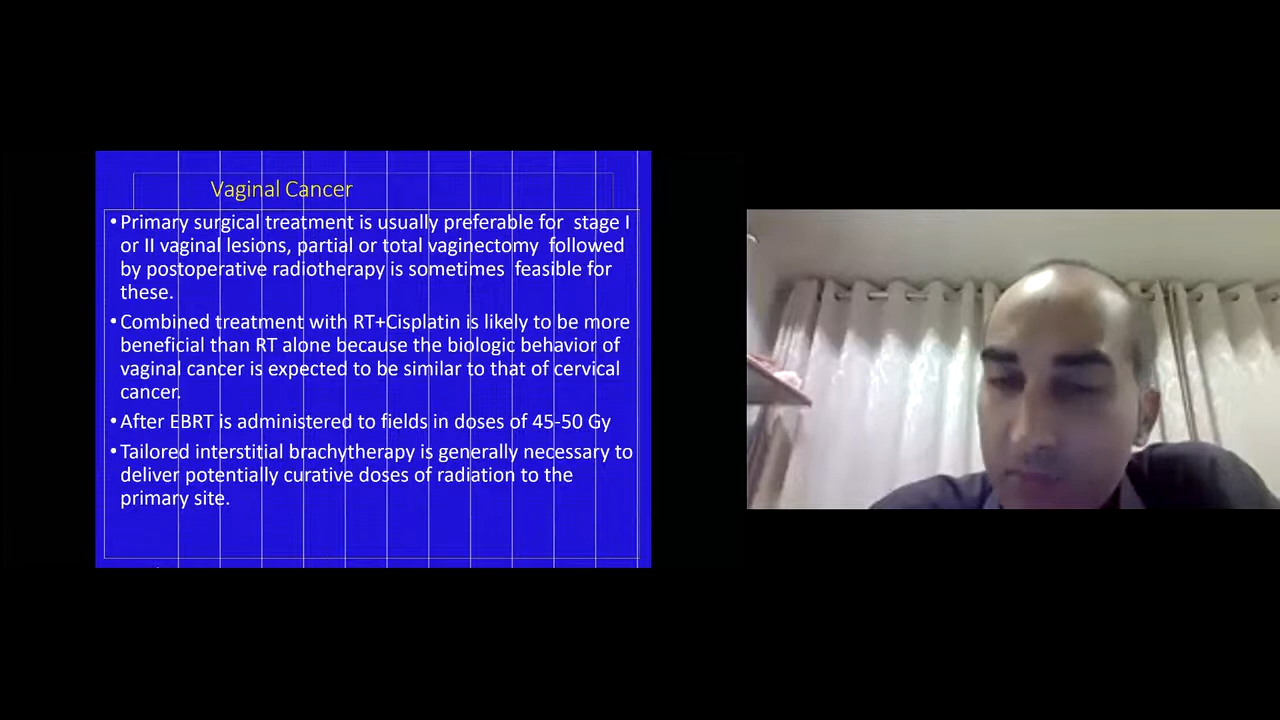 Vaginal Cancer
•Primary surgical treatment is usually preferable for stage I
or II vaginal lesions, partial or total vaginectomy followed
by postoperative radiotherapy is sometimes feasible for
these.
•Combined treatment with RT+Cisplatin is likely to be more
beneficial than RT alone because the biologic behavior of
vaginal cancer is expected to be similar to that of cervical
cancer.
•After EBRT is administered to fields in doses of 45-50 Gy
•Tailored interstitial brachytherapy is generally necessary to
deliver potentially curative doses of radiation to the
primary site.